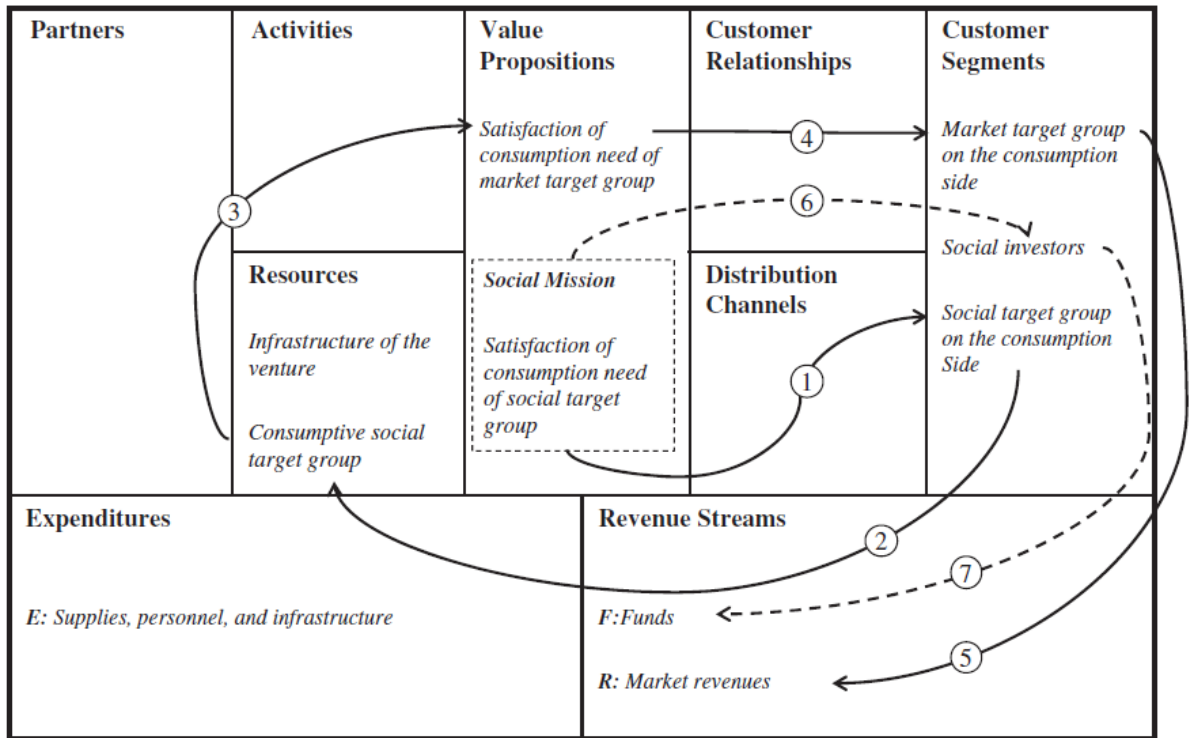 Partners
Activities
Value
Propositions
Customer
Relationships
Customer
Segments
Satisfaction of
consumption need of
market target group
4
Market target group
on the consumption
side
3
6
Social investors
Resources
Social Mission
Distribution
Channels
Infrastructure of the
venture
Satisfaction of
consumption need
of social target
group
Social target group
on the consumption
Side
1
Consumptive social
target group
Expenditures
Revenue Streams
2
7
E: Supplies, personnel, and infrastructure
F:Funds
5
R: Market revenues